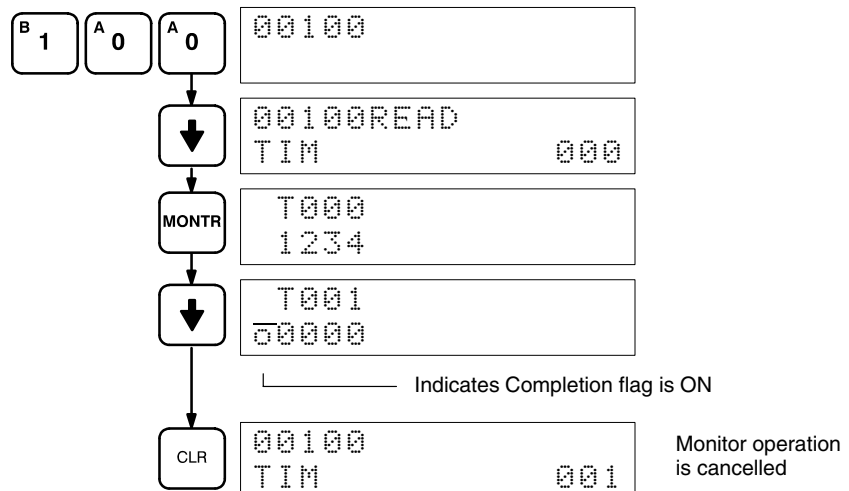 B 1 A 0 A 0
00100
00100READ
TIM 000
MONTR
T000
1234
T001
o̅0000
Indicates Completion flag is ON
CLR
00100
TIM 001
Monitor operation
is cancelled